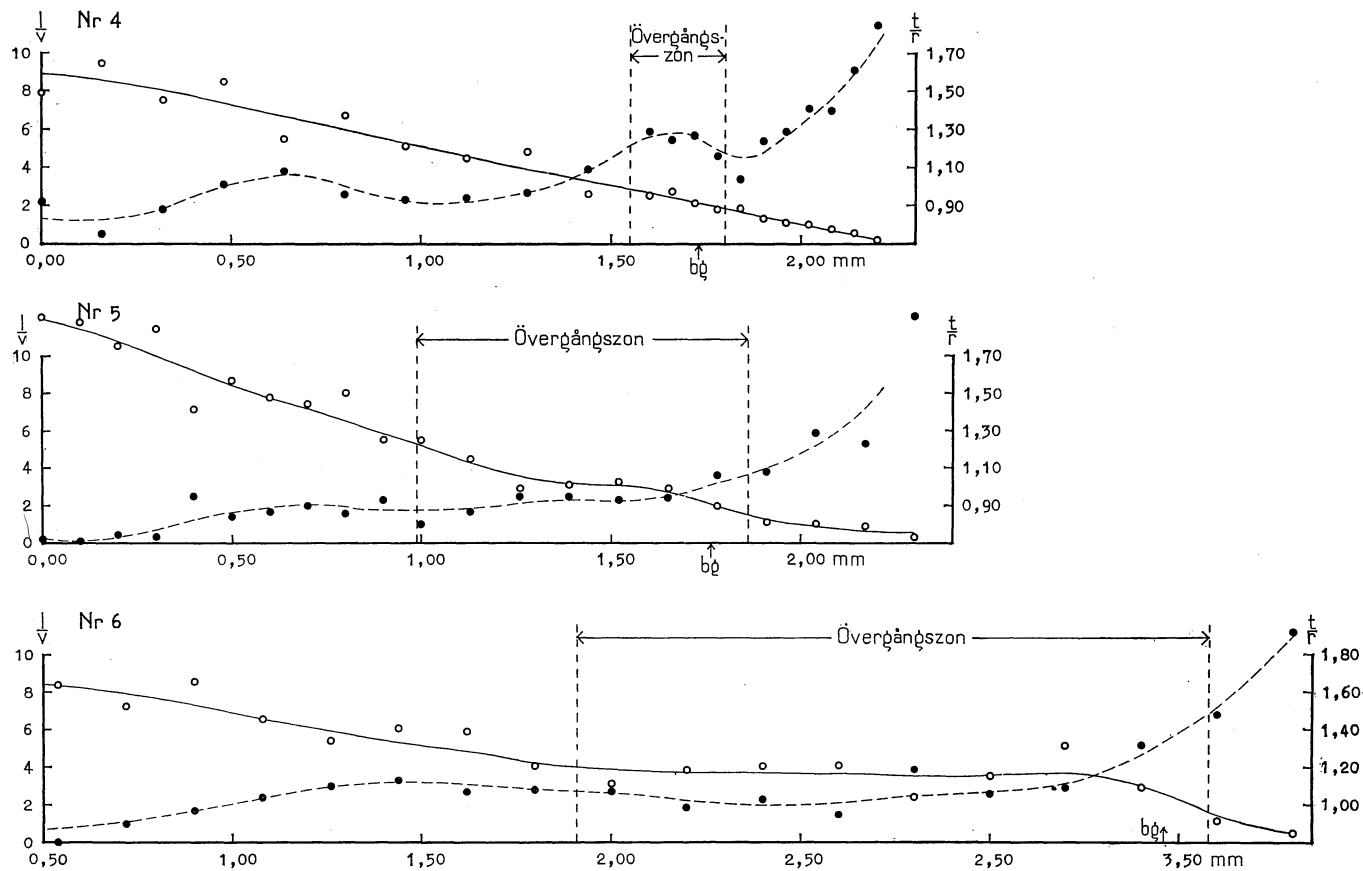 Nr 4
l/v
t/r
Övergångs-
zon
10
8
6
4
2
0
1,70
1,50
1,30
1,10
0,90
0,00 0,50 1,00 1,50 2,00 mm
bg
Nr 5
l/v
t/r
Övergångszon
10
8
6
4
2
0
1,70
1,50
1,30
1,10
0,90
0,00 0,50 1,00 1,50 2,00 mm
bg
Nr 6
l/v
t/r
Övergångszon
10
8
6
4
2
0
1,80
1,60
1,40
1,20
1,00
bg
0,50 1,00 2,00 2,50 2,50 3,50 mm